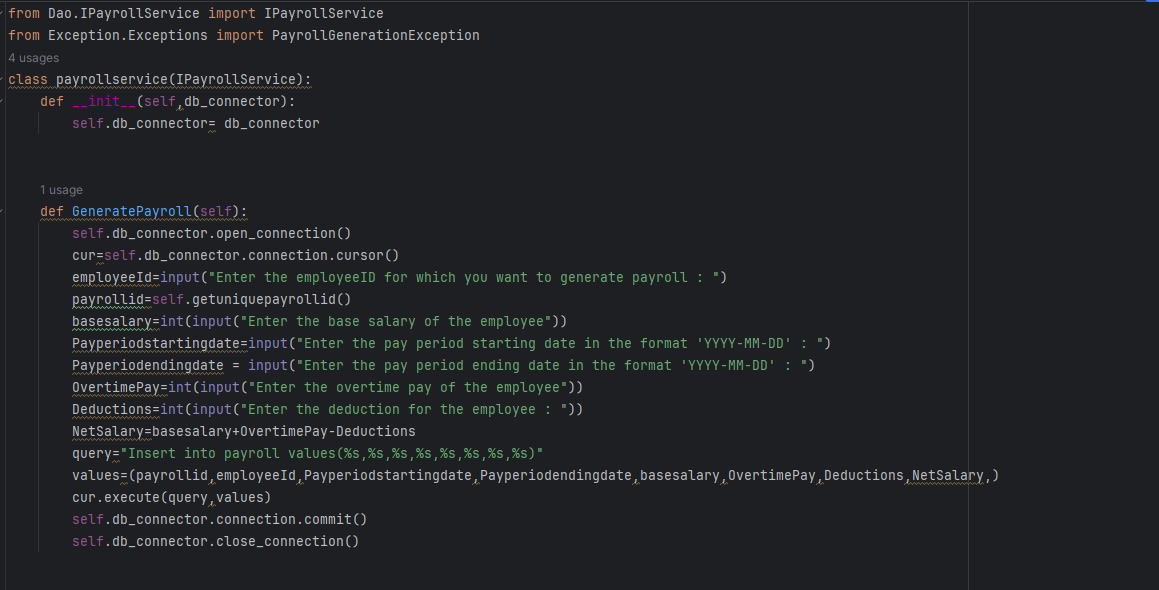 from Dao.IPayrollService import IPayrollService
from Exception.Exceptions import PayrollGenerationException
4 usages
class payrollservice(IPayrollService):
    def __init__(self,db_connector):
        self.db_connector= db_connector
    1 usage
    def GeneratePayroll(self):
        self.db_connector.open_connection()
        cur=self.db_connector.connection.cursor()
        employeeId=input("Enter the employeeID for which you want to generate payroll : ")
        payrollid=self.getuniquepayrollid()
        basesalary=int(input("Enter the base salary of the employee"))
        Payperiodstartingdate=input("Enter the pay period starting date in the format 'YYYY-MM-DD' : ")
        Payperiodendingdate = input("Enter the pay period ending date in the format 'YYYY-MM-DD' : ")
        OvertimePay=int(input("Enter the overtime pay of the employee"))
        Deductions=int(input("Enter the deduction for the employee : "))
        NetSalary=basesalary+OvertimePay-Deductions
        query="Insert into payroll values(%s,%s,%s,%s,%s,%s,%s,%s)"
        values=(payrollid,employeeId,Payperiodstartingdate,Payperiodendingdate,basesalary,OvertimePay,Deductions,NetSalary,)
        cur.execute(query,values)
        self.db_connector.connection.commit()
        self.db_connector.close_connection()